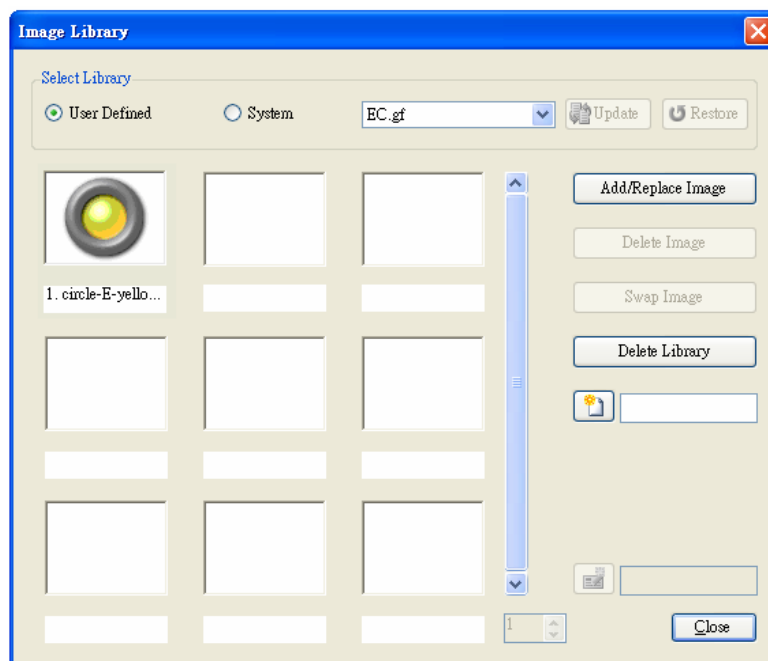 Image Library
Select Library
User Defined
System
EC.gf
Update
Restore
Add/Replace Image
Delete Image
1. circle-E-yello...
Swap Image
Delete Library
1
Close